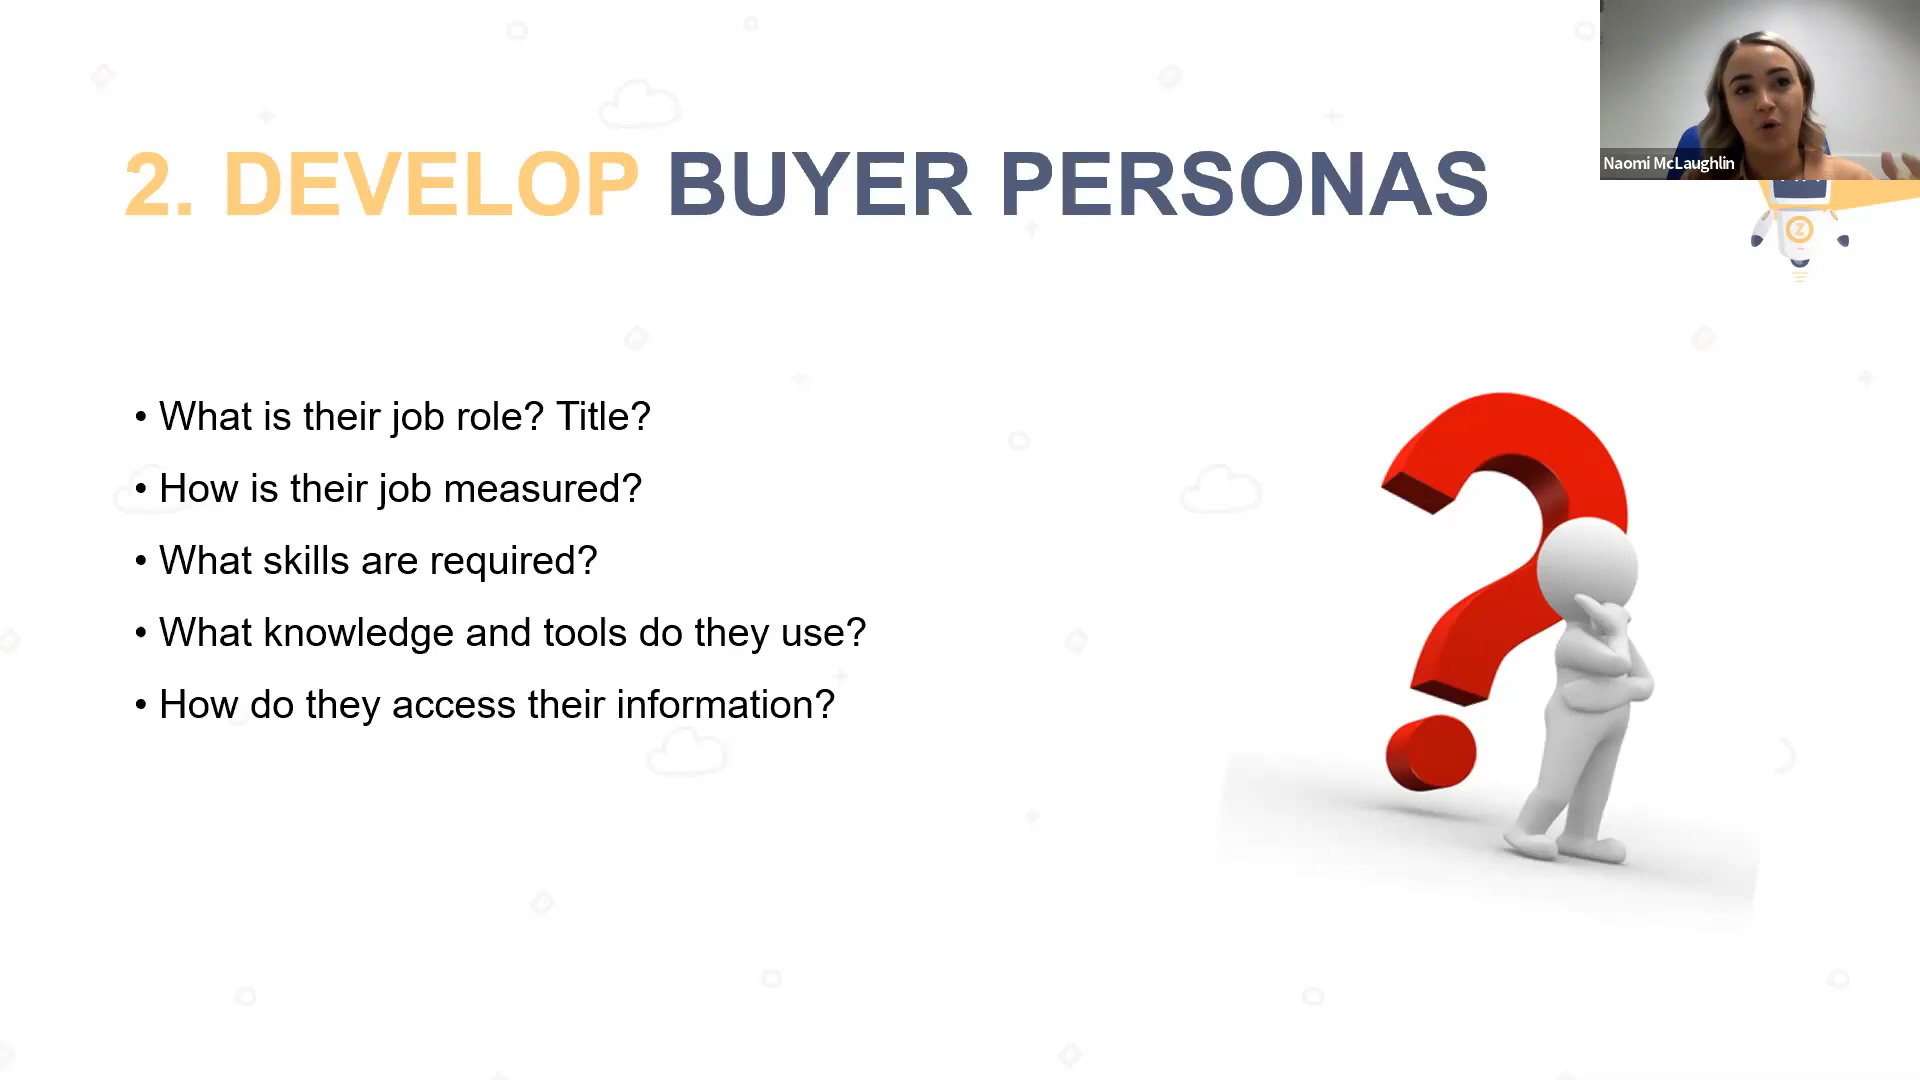 2. DEVELOP BUYER PERSONAS
Naomi McLaughlin
Z
• What is their job role? Title?
• How is their job measured?
• What skills are required?
• What knowledge and tools do they use?
• How do they access their information?